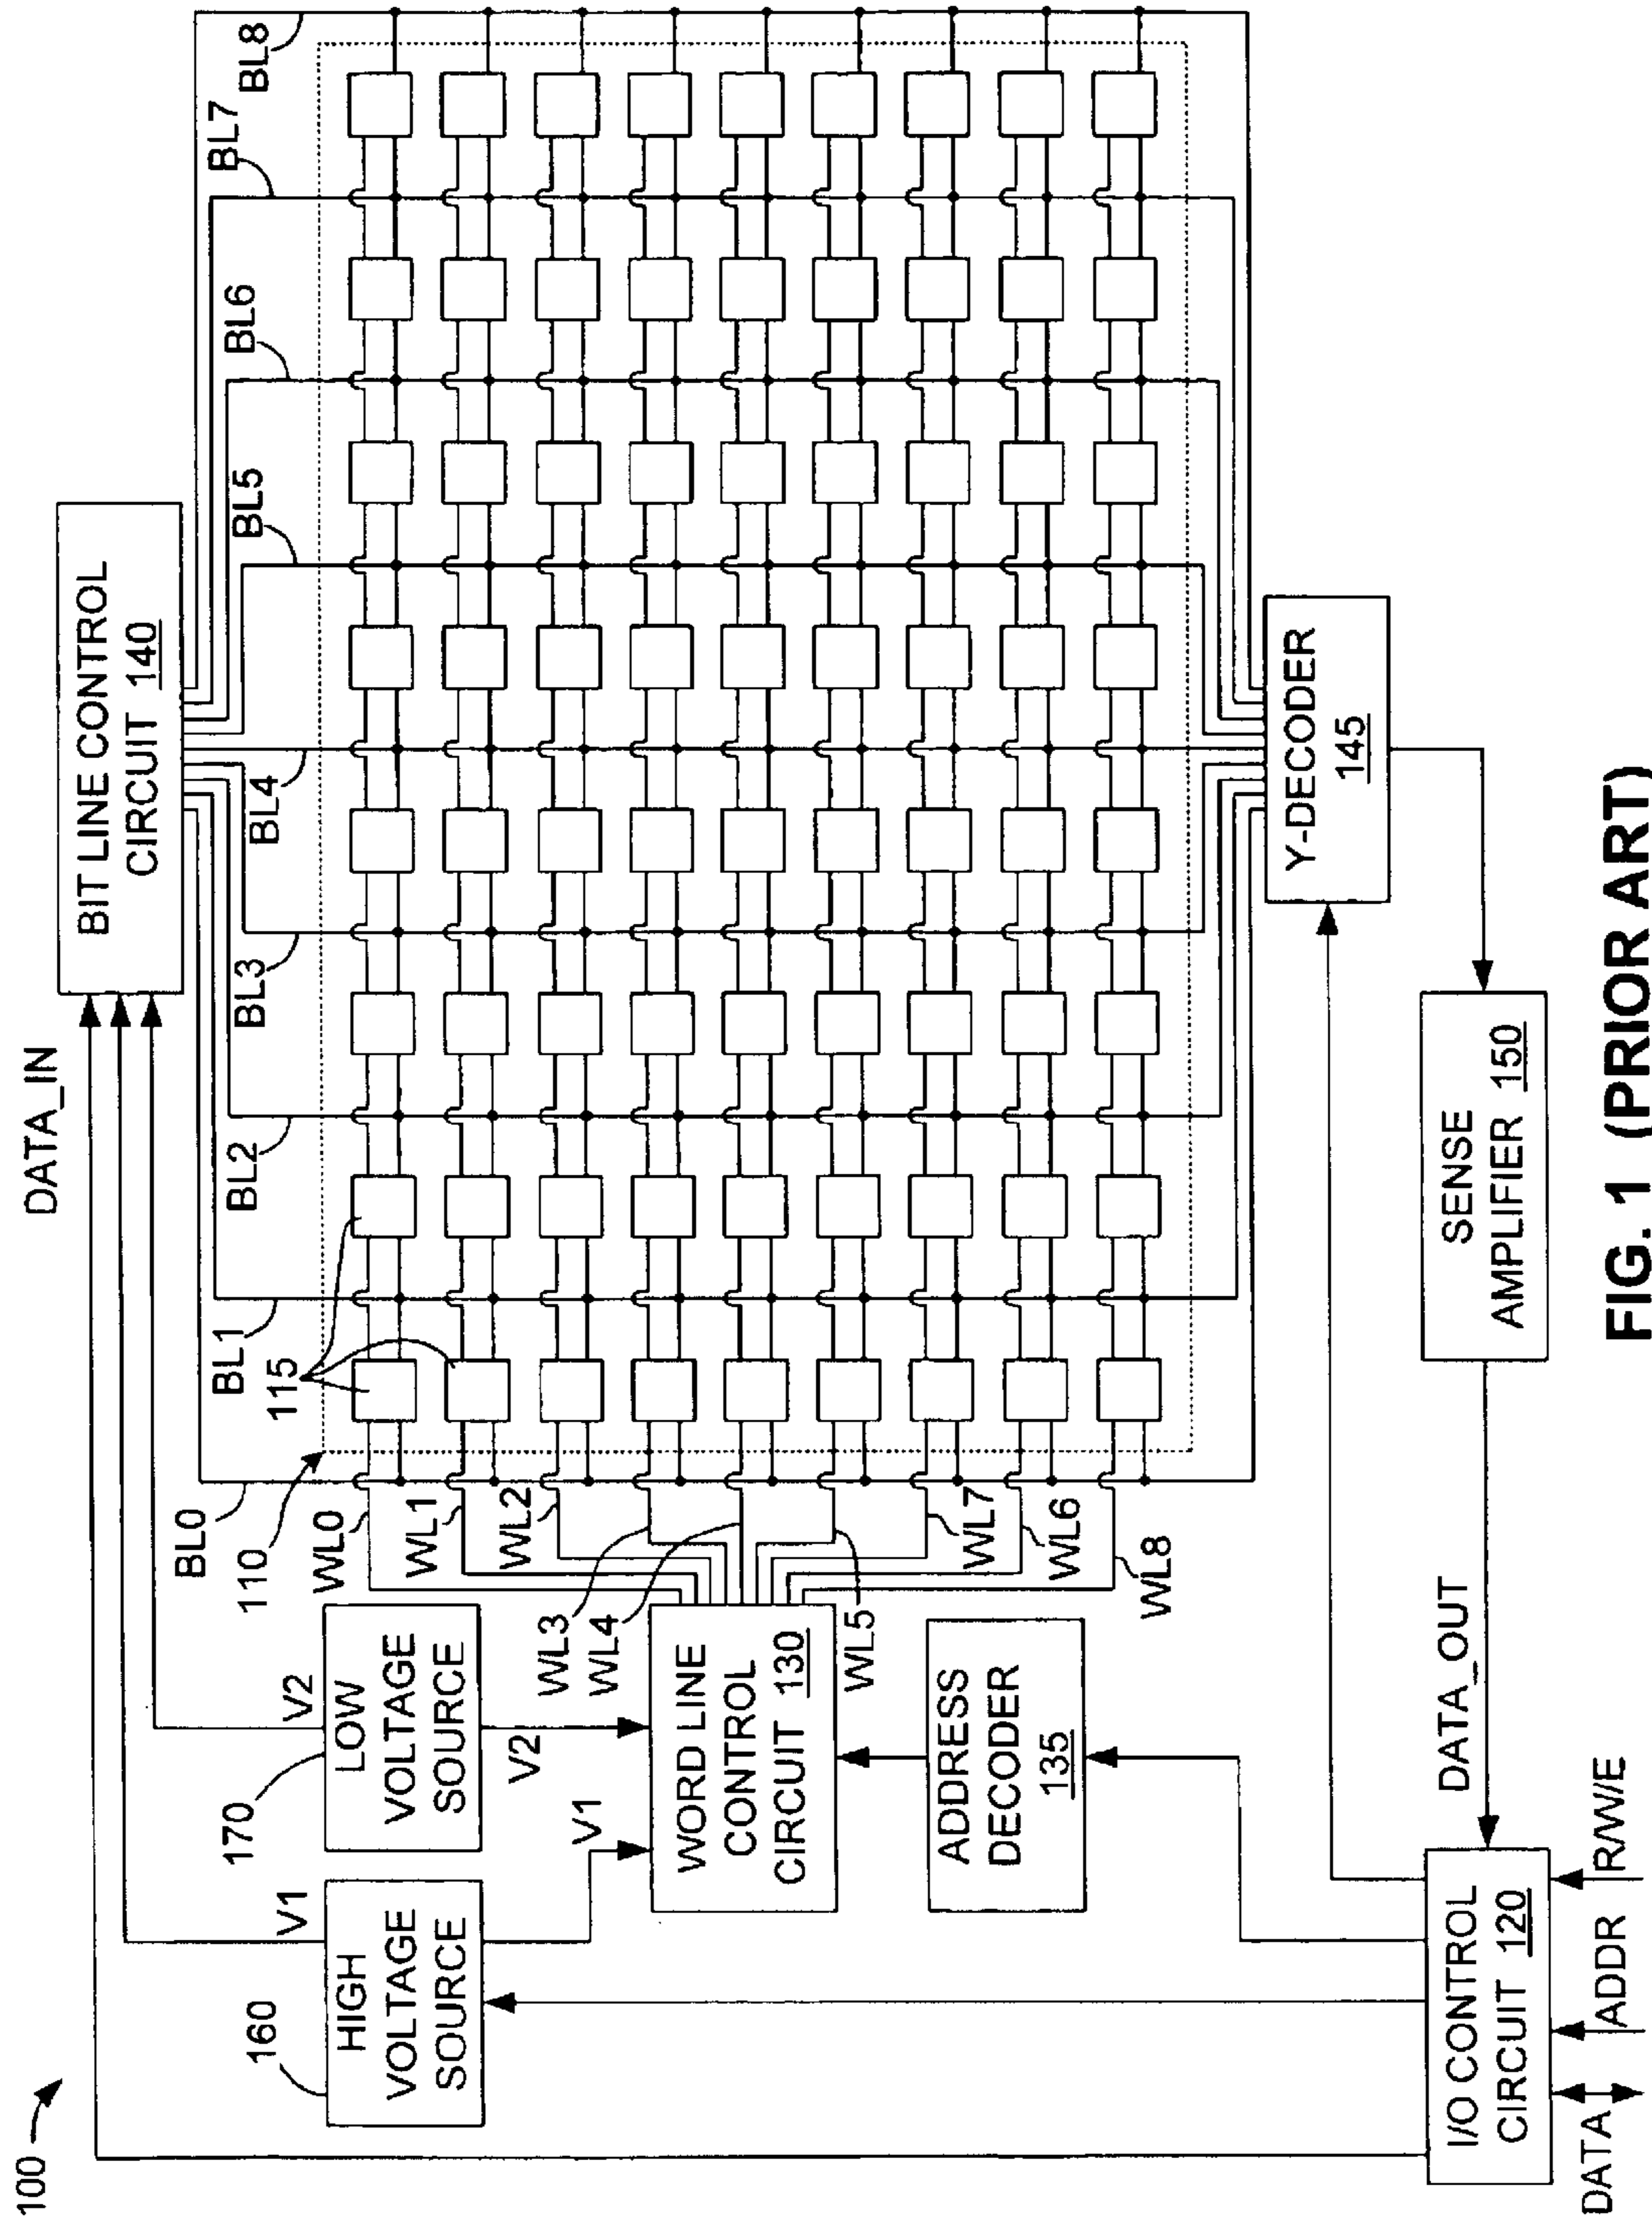 100
DATA_IN
BIT LINE CONTROL
CIRCUIT 140
BL0
BL1
BL2
BL3
BL4
BL5
BL6
BL7
BL8
110
115
160
HIGH
VOLTAGE
SOURCE
V1
V1
170
LOW
VOLTAGE
SOURCE
V2
V2
WL0
WL1
WL2
WL3
WL4
WL5
WL7
WL6
WL8
WORD LINE
CONTROL
CIRCUIT 130
ADDRESS
DECODER
135
Y-DECODER
145
SENSE
AMPLIFIER 150
DATA_OUT
I/O CONTROL
CIRCUIT 120
DATA
ADDR
R/W/E
FIG. 1 (PRIOR ART)